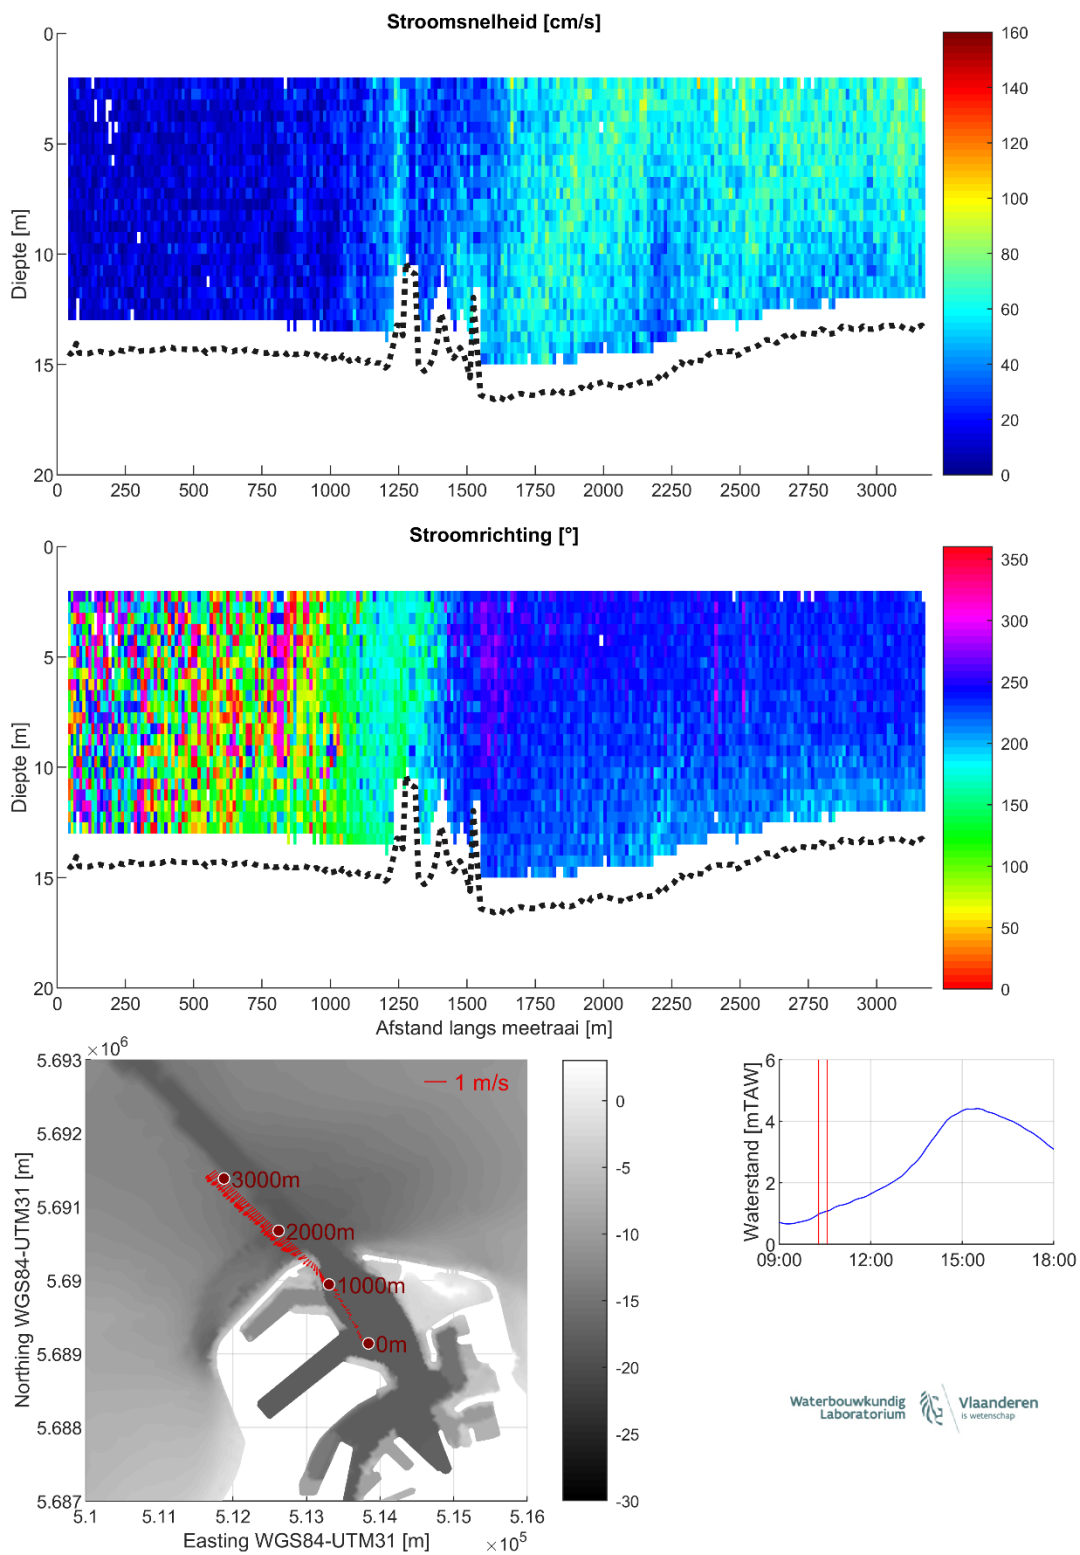 Stroomsnelheid [cm/s]
Diepte [m]
0
5
10
15
20
0 250 500 750 1000 1250 1500 1750 2000 2250 2500 2750 3000
160
140
120
100
80
60
40
20
0
Stroomrichting [°]
Diepte [m]
0
5
10
15
20
0 250 500 750 1000 1250 1500 1750 2000 2250 2500 2750 3000
Afstand langs meetraai [m]
350
300
250
200
150
100
50
0
×10⁶
5.693
5.692
5.691
5.69
5.689
5.688
5.687
Northing WGS84-UTM31 [m]
1 m/s
3000m
2000m
1000m
0m
5.1 5.11 5.12 5.13 5.14 5.15 5.16
Easting WGS84-UTM31 [m]
×10⁵
0
-5
-10
-15
-20
-25
-30
Waterstand [mTAW]
6
4
2
0
09:00 12:00 15:00 18:00
Waterbouwkundig
Laboratorium
Vlaanderen
is wetenschap